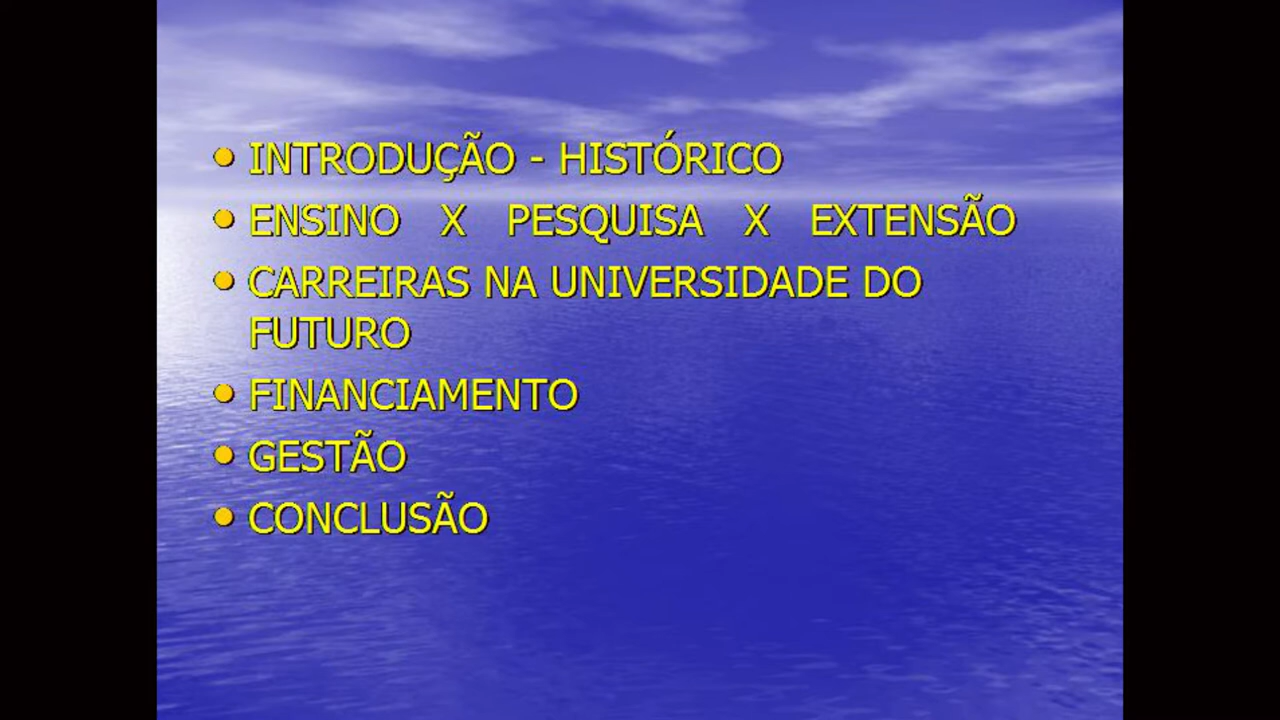 • INTRODUÇÃO - HISTÓRICO
• ENSINO X PESQUISA X EXTENSÃO
• CARREIRAS NA UNIVERSIDADE DO
FUTURO
• FINANCIAMENTO
• GESTÃO
• CONCLUSÃO